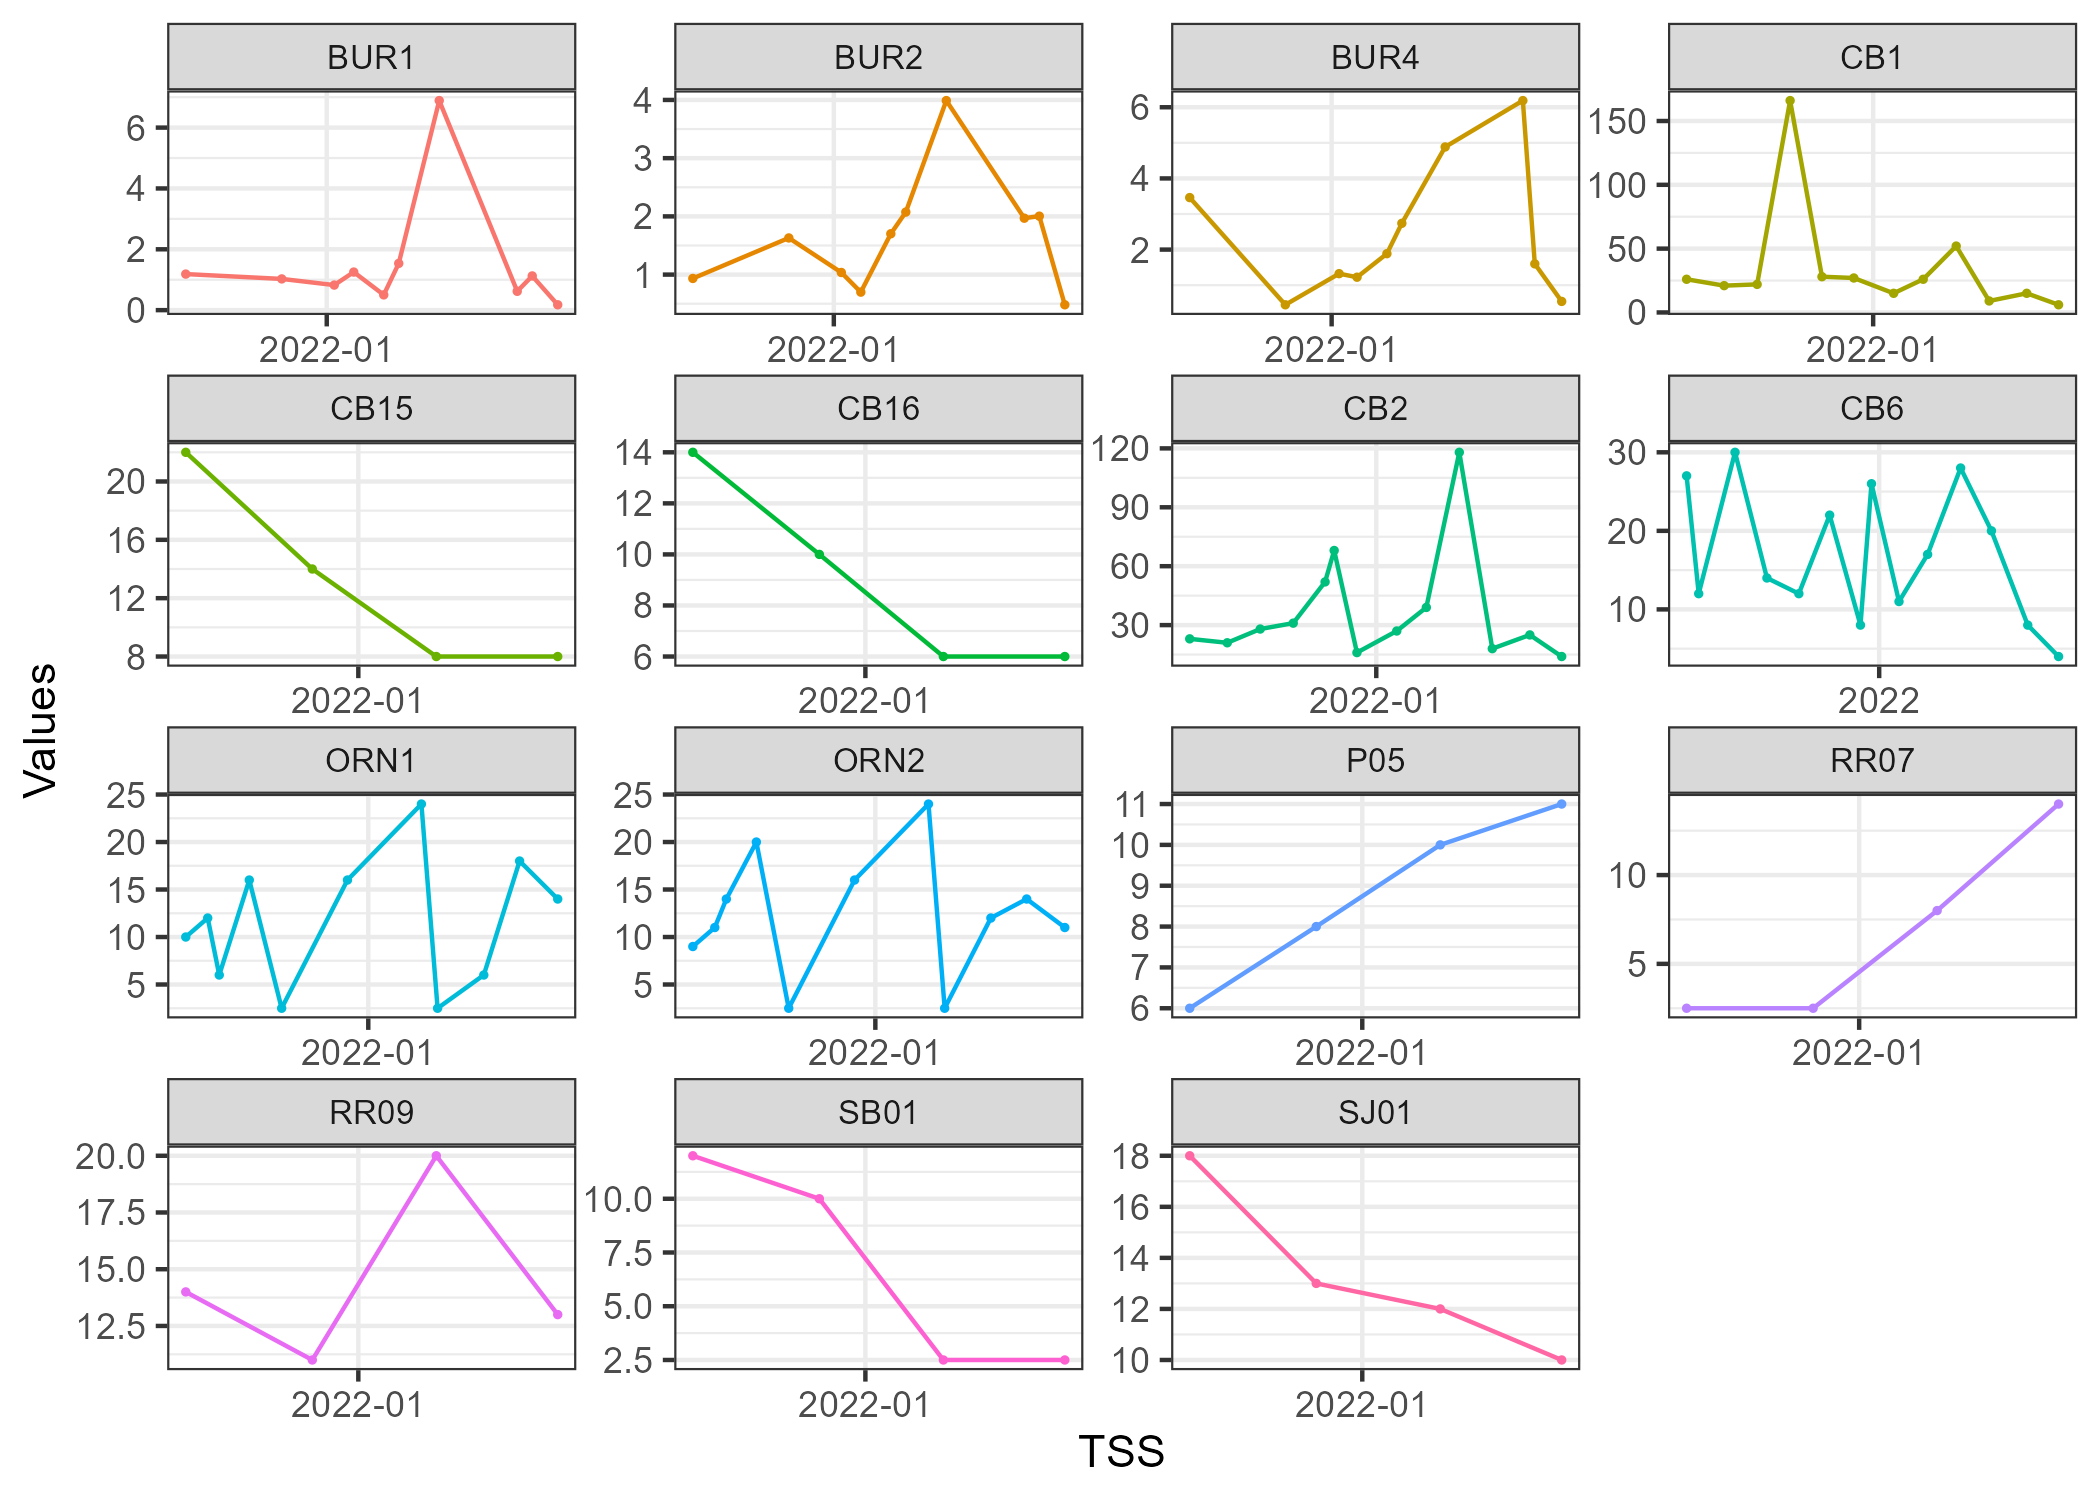 BUR1 BUR2 BUR4 CB1
6 4 2 0
4 3 2 1
6 4 2
150 100 50 0
2022-01 2022-01 2022-01 2022-01
CB15 CB16 CB2 CB6
20 16 12 8
14 12 10 8 6
120 90 60 30
30 20 10
2022-01 2022-01 2022-01 2022
Values
ORN1 ORN2 P05 RR07
25 20 15 10 5
25 20 15 10 5
11 10 9 8 7 6
10 5
2022-01 2022-01 2022-01 2022-01
RR09 SB01 SJ01
20.0 17.5 15.0 12.5
10.0 7.5 5.0 2.5
18 16 14 12 10
2022-01 2022-01 2022-01
TSS